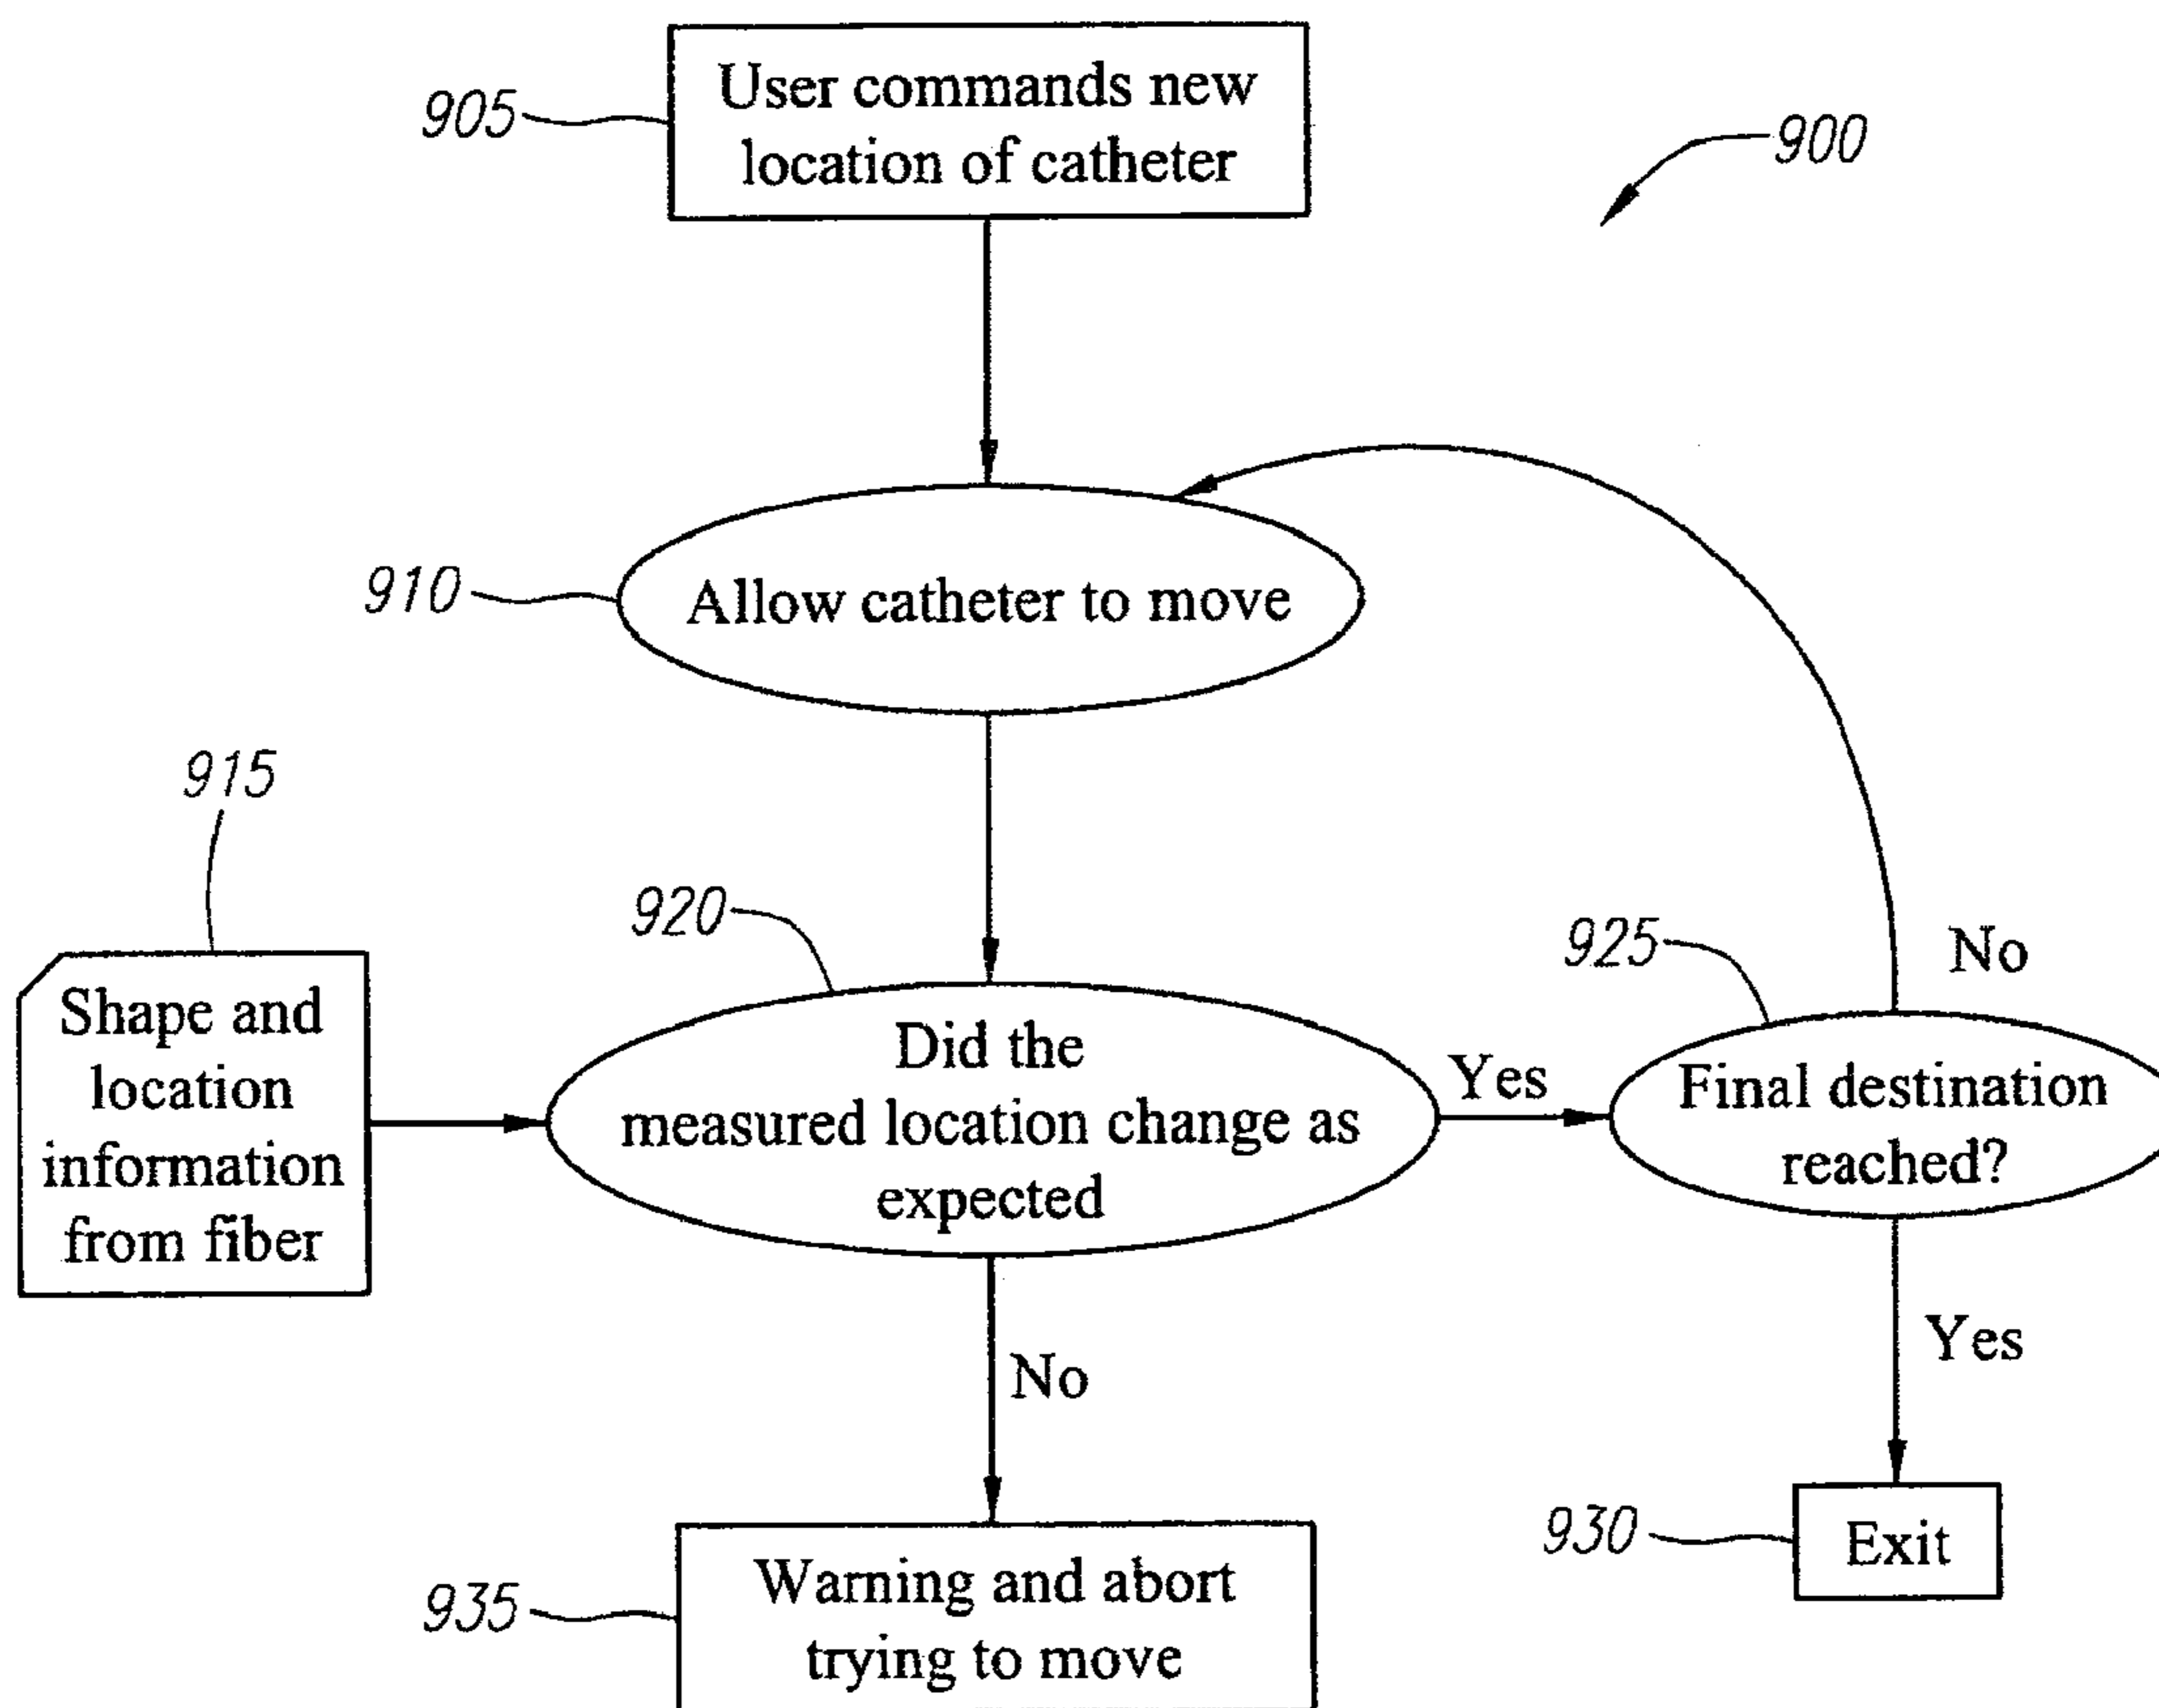 User commands new
location of catheter
905
900
910
Allow catheter to move
915
920
925
No
Shape and
location
information
from fiber
Did the
measured location change as
expected
Yes
Final destination
reached?
No
Yes
930
Exit
935
Warning and abort
trying to move